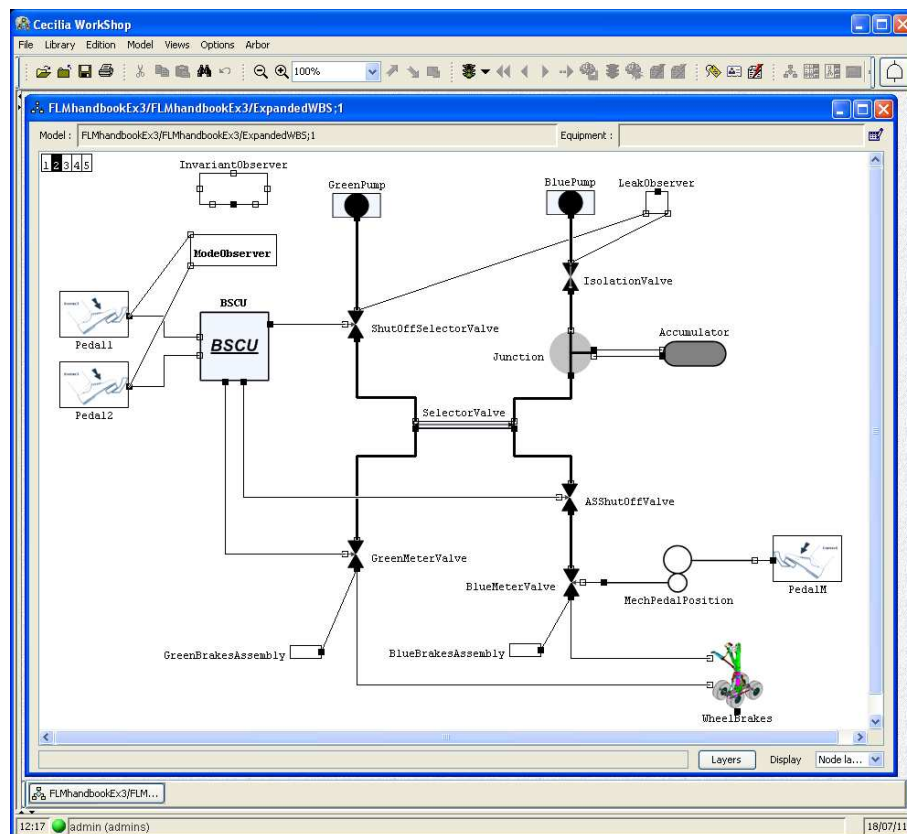 Cecilia WorkShop
File Library Edition Model Views Options Arbor
100%
FLMhandbookEx3/FLMhandbookEx3/ExpandedWBS;1
Model : FLMhandbookEx3/FLMhandbookEx3/ExpandedWBS;1 Equipment :
1 2 3 4 5
InvariantObserver
GreenPump
BluePump
LeakObserver
ModeObserver
IsolationValve
BSCU
ShutOffSelectorValve
Accumulator
BSCU
Pedal1
Junction
Pedal2
SelectorValve
ASShutOffValve
GreenMeterValve
BlueMeterValve
MechPedalPosition
PedalM
GreenBrakesAssembly
BlueBrakesAssembly
WheelBrakes
Layers Display Node la...
FLMhandbookEx3/FLM...
12:17 admin (admins) 18/07/11